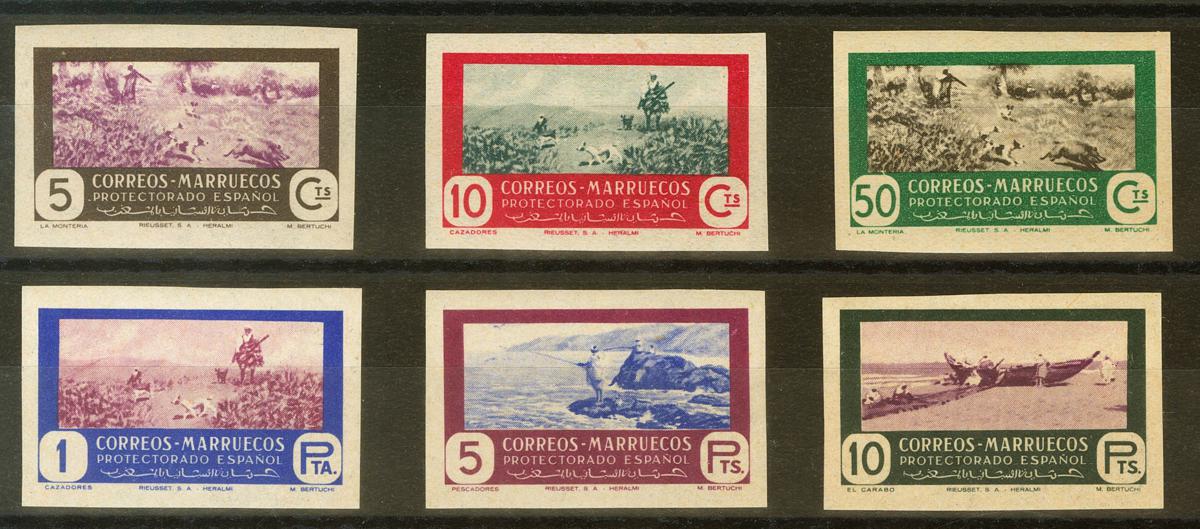 5
CORREOS-MARRUECOS
PROTECTORADO ESPAÑOL
CTS
LA MONTERIA RIEUSSET, S. A. - HERALMI M. BERTUCHI
10
CORREOS-MARRUECOS
PROTECTORADO ESPAÑOL
CTS
CAZADORES RIEUSSET, S. A. - HERALMI M. BERTUCHI
50
CORREOS-MARRUECOS
PROTECTORADO ESPAÑOL
CTS
LA MONTERIA RIEUSSET, S. A. - HERALMI M. BERTUCHI
1
CORREOS-MARRUECOS
PROTECTORADO ESPAÑOL
PTA.
CAZADORES RIEUSSET, S. A. - HERALMI M. BERTUCHI
5
CORREOS-MARRUECOS
PROTECTORADO ESPAÑOL
PTS.
PESCADORES RIEUSSET, S. A. - HERALMI M. BERTUCHI
10
CORREOS-MARRUECOS
PROTECTORADO ESPAÑOL
PTS.
EL CARABO RIEUSSET, S. A. - HERALMI M. BERTUCHI